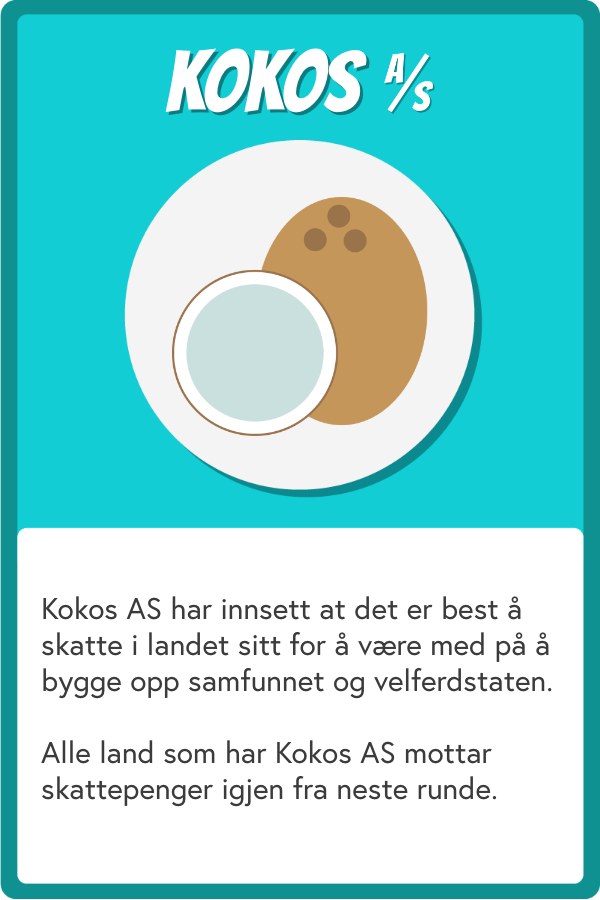 KOKOS A/S
Kokos AS har innsett at det er best å
skatte i landet sitt for å være med på å
bygge opp samfunnet og velferdstaten.
Alle land som har Kokos AS mottar
skattepenger igjen fra neste runde.